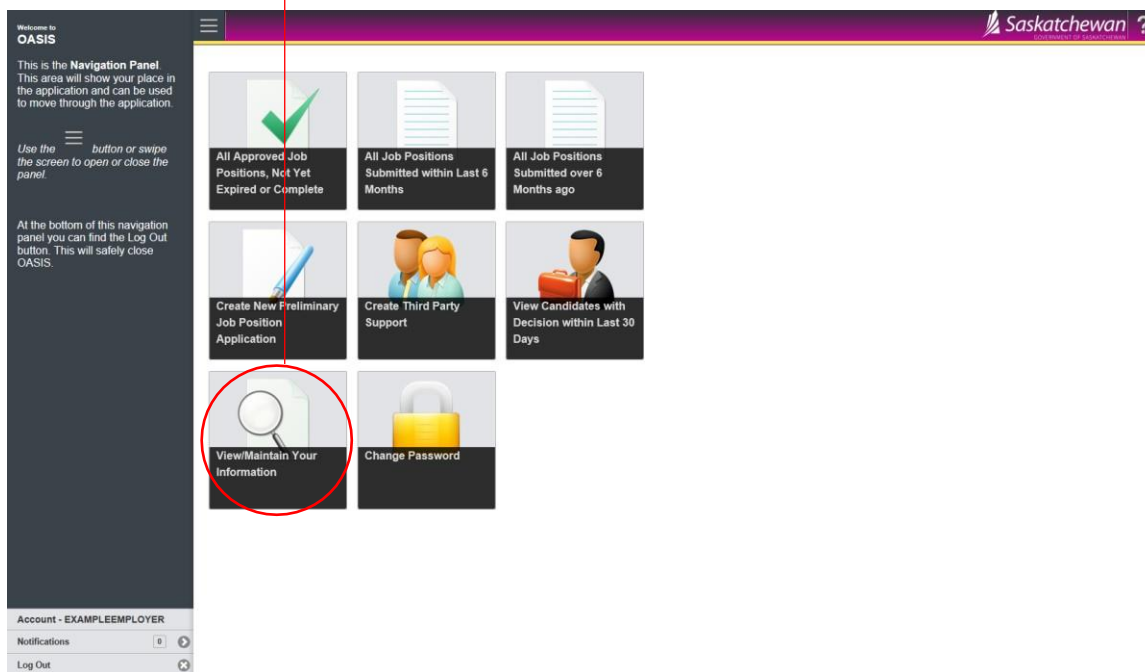 Welcome to
OASIS
This is the Navigation Panel.
This area will show your place in
the application and can be used
to move through the application.
Use the button or swipe
the screen to open or close the
panel.
At the bottom of this navigation
panel you can find the Log Out
button. This will safely close
OASIS.
Account - EXAMPLEEMPLOYER
Notifications 0
Log Out
Saskatchewan ?
GOVERNMENT OF SASKATCHEWAN
All Approved Job
Positions, Not Yet
Expired or Complete
All Job Positions
Submitted within Last 6
Months
All Job Positions
Submitted over 6
Months ago
Create New Preliminary
Job Position
Application
Create Third Party
Support
View Candidates with
Decision within Last 30
Days
View/Maintain Your
Information
Change Password